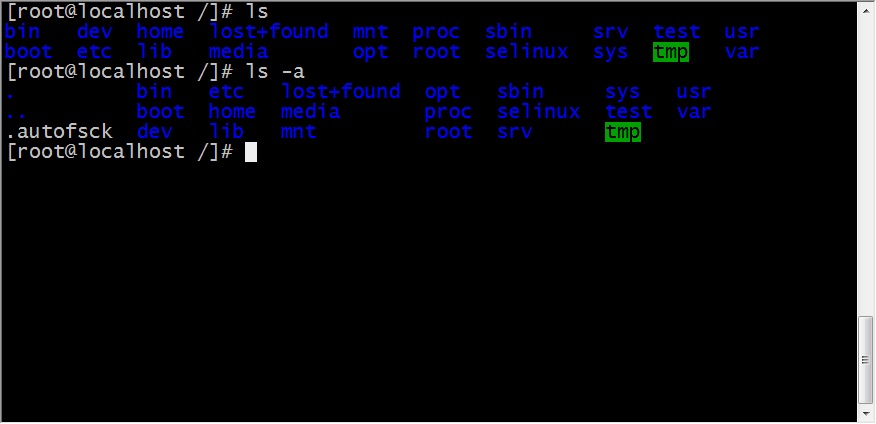 [root@localhost /]# ls
bin dev home lost+found mnt proc sbin srv test usr
boot etc lib media opt root selinux sys tmp var
[root@localhost /]# ls -a
. bin etc lost+found opt sbin sys usr
.. boot home media proc selinux test var
.autofsck dev lib mnt root srv tmp
[root@localhost /]#